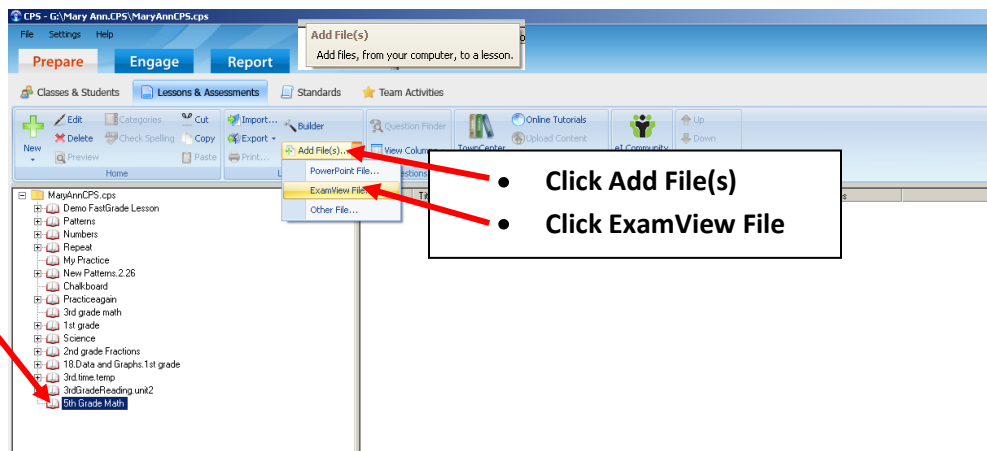 CPS - G:\Mary Ann.CPS\MaryAnnCPS.cps
File Settings Help
Add File(s)
Add files, from your computer, to a lesson.
Prepare Engage Report
Classes & Students Lessons & Assessments Standards Team Activities
New
Edit Categories Cut
Delete Check Spelling Copy
Preview Paste
Home
Import...
Export
Print...
Builder
Add File(s)...
PowerPoint File...
ExamView File...
Other File...
Question Finder
View Columns
TownCenter
Online Tutorials
Upload Content
eI Community
Up
Down
• Click Add File(s)
• Click ExamView File
MaryAnnCPS.cps
Demo FastGrade Lesson
Patterns
Numbers
Repeat
My Practice
New Patterns.2.26
Chalkboard
Practiceagain
3rd grade math
1st grade
Science
2nd grade Fractions
18.Data and Graphs.1st grade
3rd.time.temp
3rdGradeReading.unit2
5th Grade Math